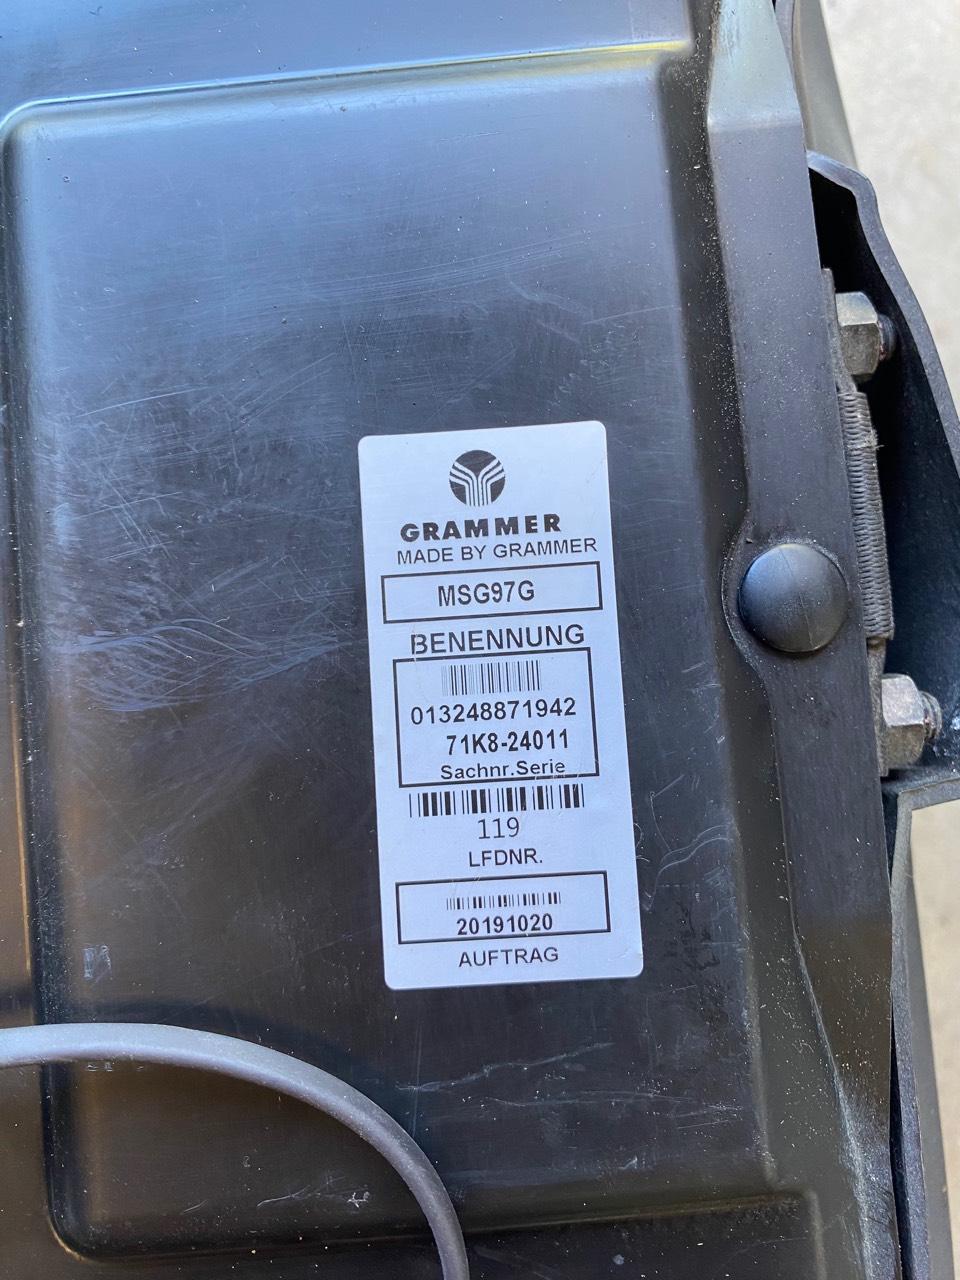 GRAMMER
MADE BY GRAMMER
MSG97G
BENENNUNG
013248871942
71K8-24011
Sachnr.Serie
119
LFDNR.
20191020
AUFTRAG